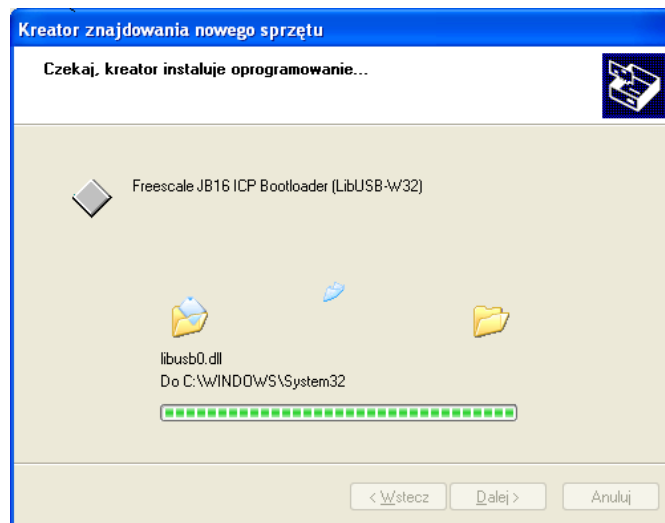 Kreator znajdowania nowego sprzętu
Czekaj, kreator instaluje oprogramowanie...
Freescale JB16 ICP Bootloader (LibUSB-W32)
libusb0.dll
Do C:\WINDOWS\System32
< Wstecz Dalej > Anuluj